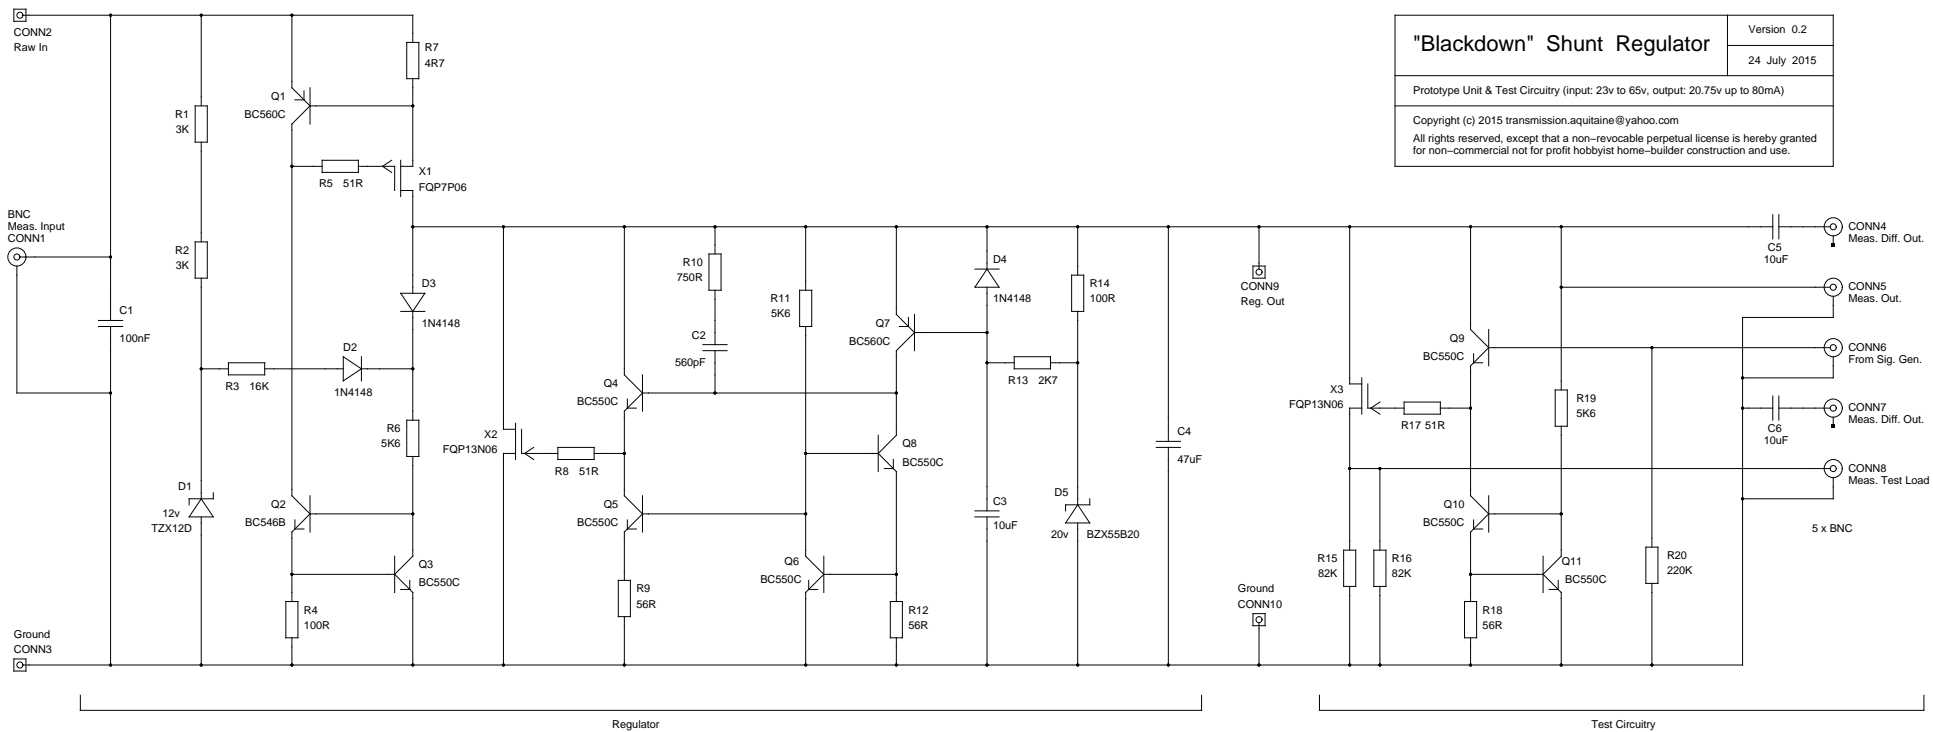 "Blackdown" Shunt Regulator
Version 0.2
24 July 2015
Prototype Unit & Test Circuitry (input: 23v to 65v, output: 20.75v up to 80mA)
Copyright (c) 2015 transmission.aquitaine@yahoo.com
All rights reserved, except that a non−revocable perpetual license is hereby granted
for non−commercial not for profit hobbyist home−builder construction and use.
CONN2
Raw In
BNC
Meas. Input
CONN1
Ground
CONN3
C1
100nF
R1
3K
R2
3K
D1
12v
TZX12D
R3 16K
Q1
BC560C
R7
4R7
R5 51R
X1
FQP7P06
D3
1N4148
D2
1N4148
R6
5K6
Q2
BC546B
Q3
BC550C
R4
100R
X2
FQP13N06
R8 51R
Q4
BC550C
Q5
BC550C
R9
56R
R10
750R
C2
560pF
R11
5K6
Q6
BC550C
Q7
BC560C
Q8
BC550C
R12
56R
D4
1N4148
R13 2K7
C3
10uF
R14
100R
D5
20v BZX55B20
C4
47uF
CONN9
Reg. Out
Ground
CONN10
X3
FQP13N06
R17 51R
R15
82K
R16
82K
Q9
BC550C
Q10
BC550C
R18
56R
R19
5K6
Q11
BC550C
R20
220K
C5
10uF
C6
10uF
CONN4
Meas. Diff. Out.
CONN5
Meas. Out.
CONN6
From Sig. Gen.
CONN7
Meas. Diff. Out.
CONN8
Meas. Test Load
5 x BNC
Regulator
Test Circuitry